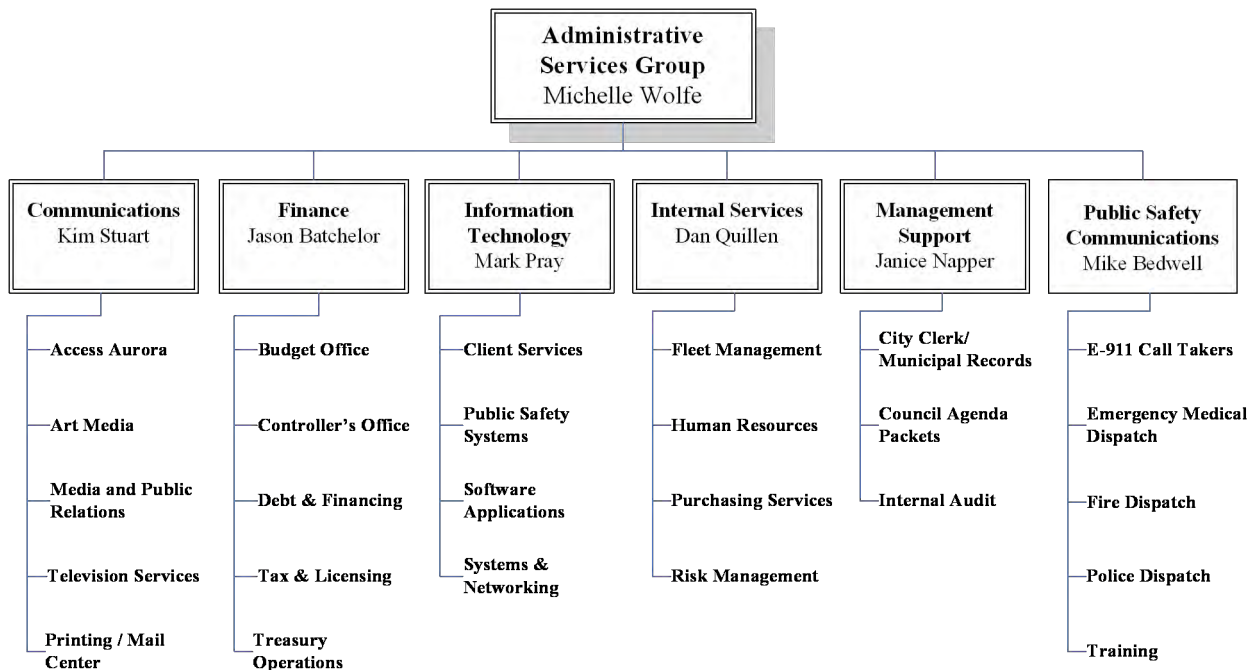 Administrative
Services Group
Michelle Wolfe
Communications
Kim Stuart
Finance
Jason Batchelor
Information
Technology
Mark Pray
Internal Services
Dan Quillen
Management
Support
Janice Napper
Public Safety
Communications
Mike Bedwell
Access Aurora
Art Media
Media and Public
Relations
Television Services
Printing / Mail
Center
Budget Office
Controller's Office
Debt & Financing
Tax & Licensing
Treasury
Operations
Client Services
Public Safety
Systems
Software
Applications
Systems &
Networking
Fleet Management
Human Resources
Purchasing Services
Risk Management
City Clerk/
Municipal Records
Council Agenda
Packets
Internal Audit
E-911 Call Takers
Emergency Medical
Dispatch
Fire Dispatch
Police Dispatch
Training